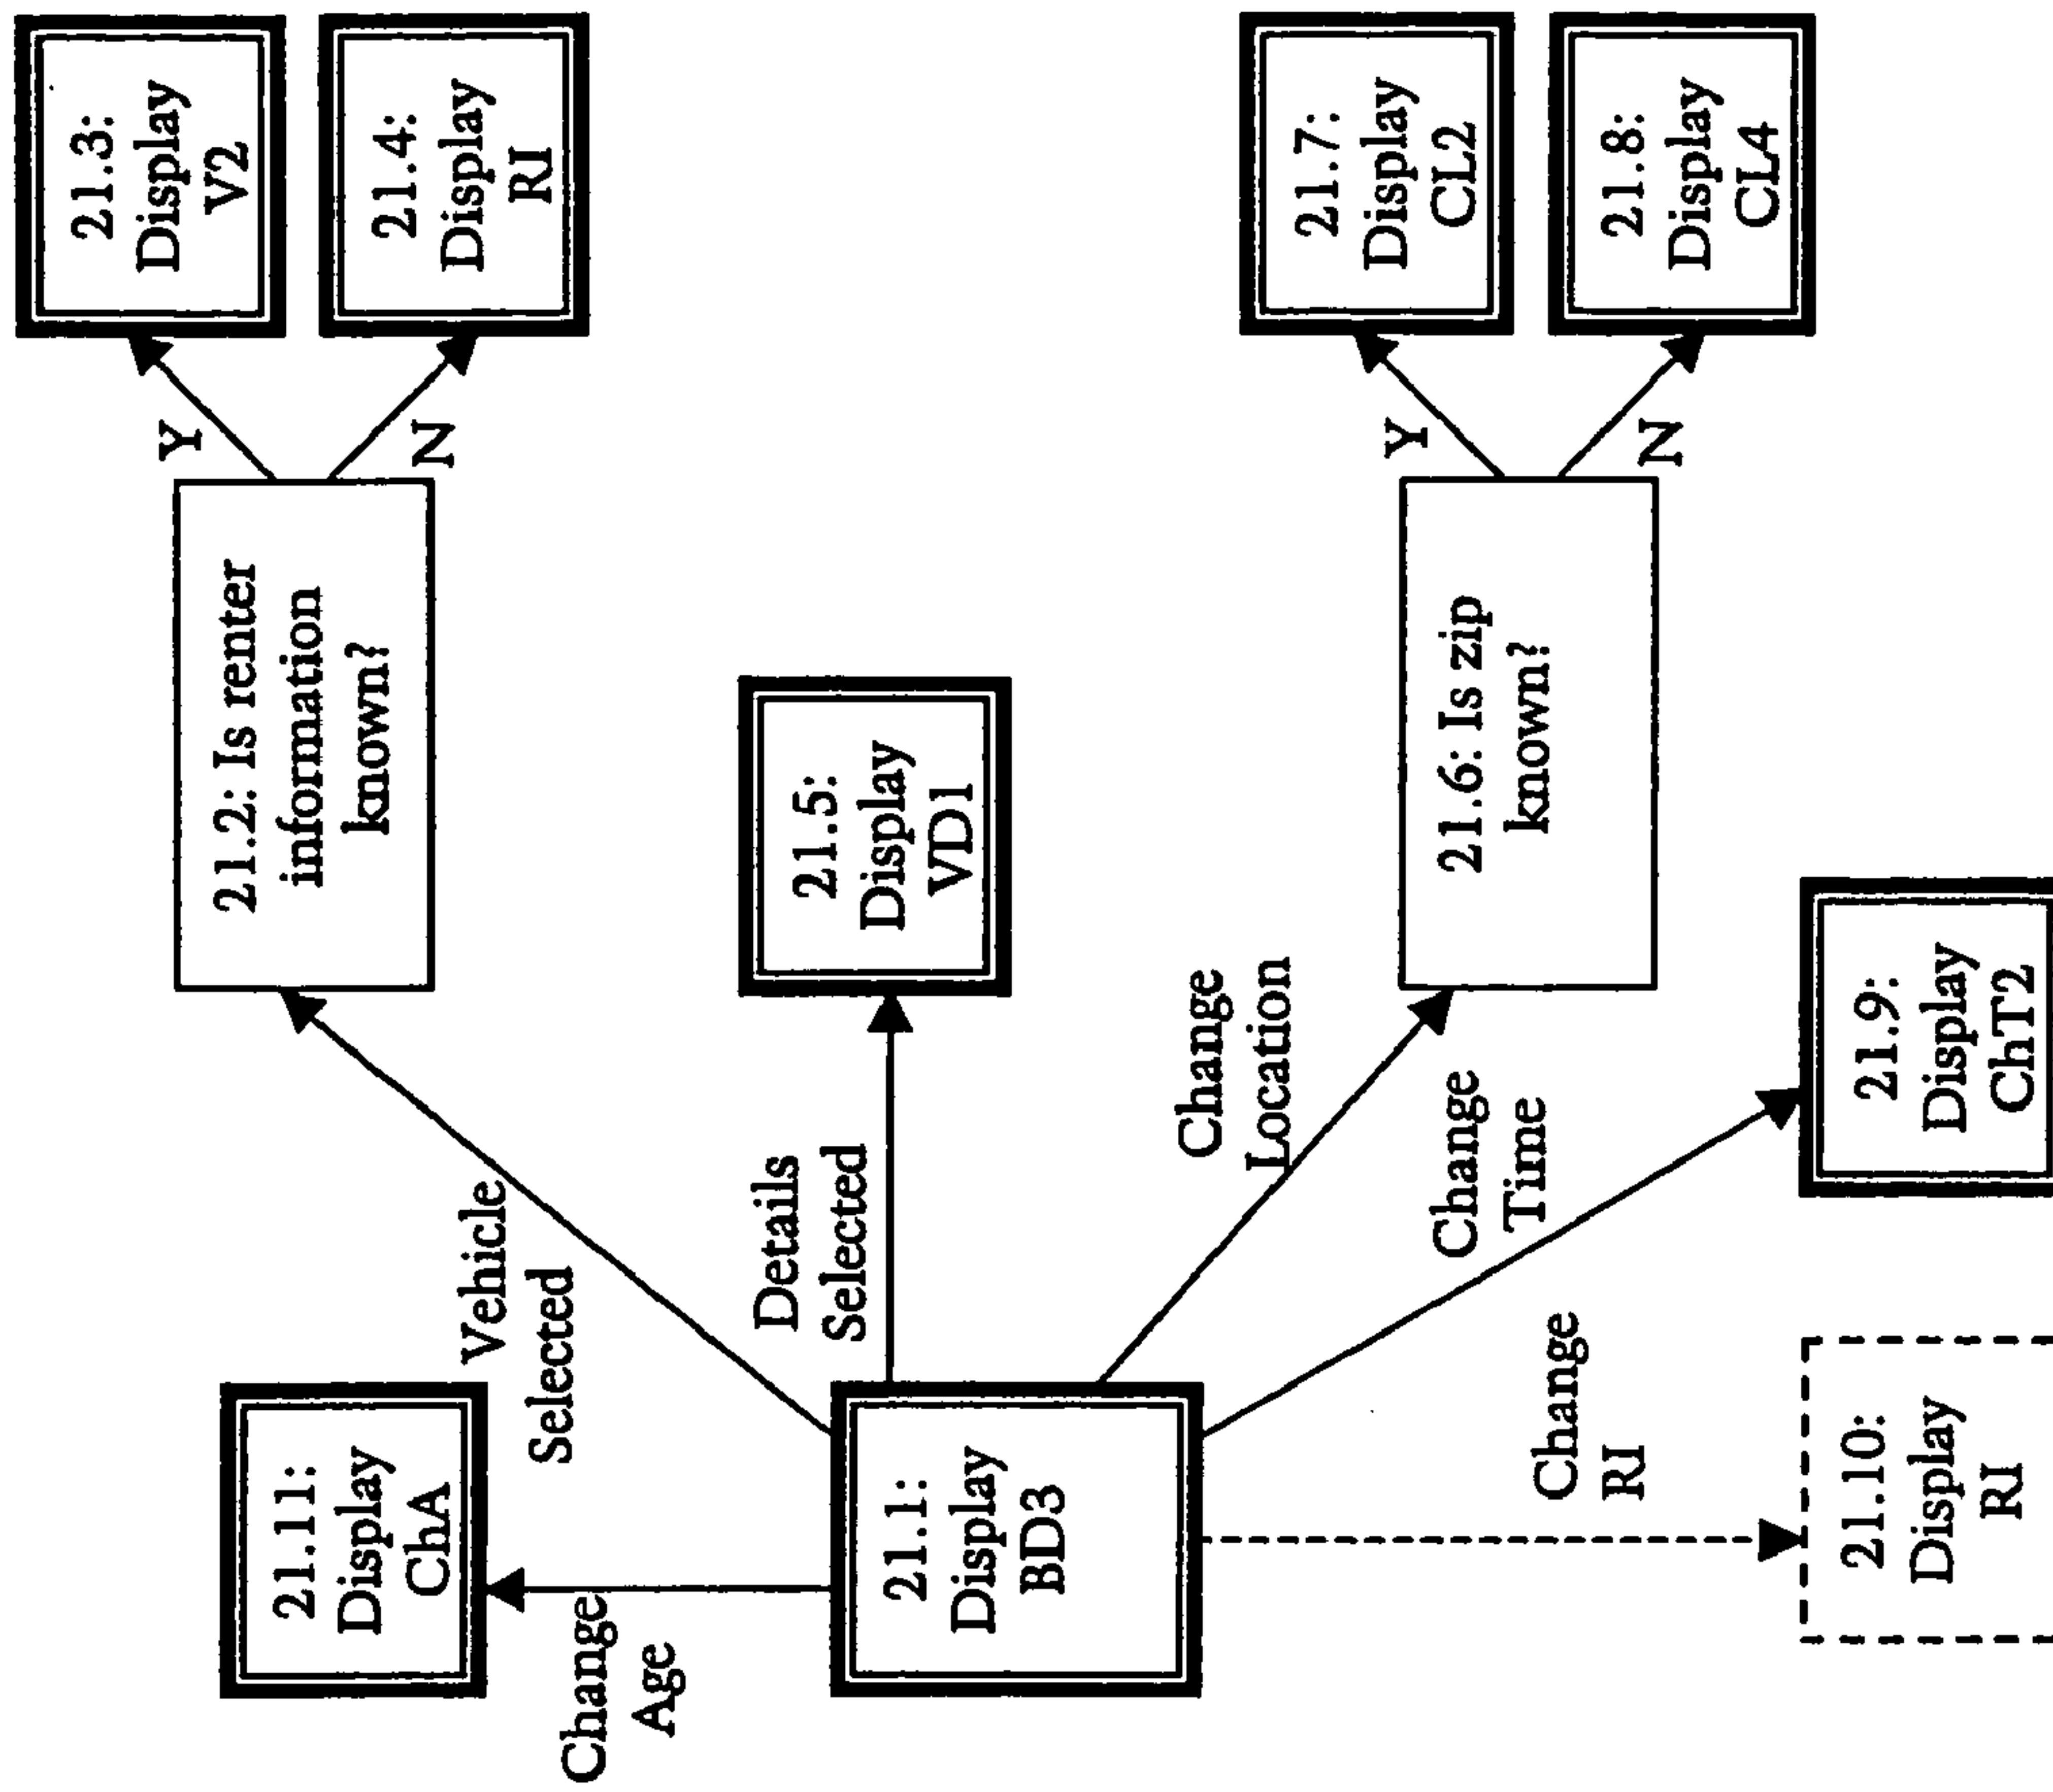 21.3:
Display
V2
21.4:
Display
RI
Y
N
21.2: Is renter
information
known?
21.7:
Display
CL2
21.8:
Display
CL4
Y
N
21.6: Is zip
known?
21.5:
Display
VD1
21.9:
Display
ChT2
Vehicle
Selected
Details
Selected
Change
Location
Change
Time
Change
RI
21.11:
Display
ChA
Change
Age
21.1:
Display
BD3
21.10:
Display
RI